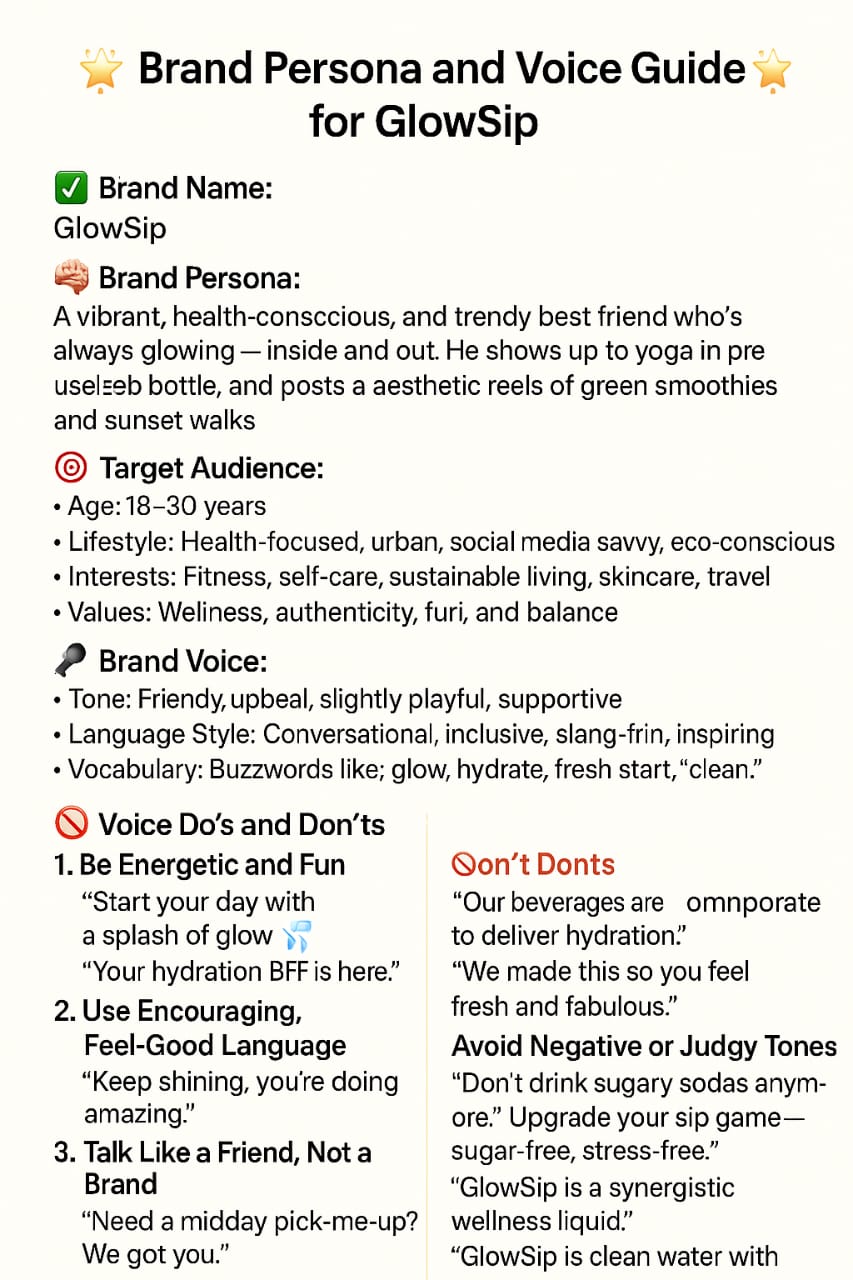 🌟 Brand Persona and Voice Guide 🌟
for GlowSip
✅ Brand Name:
GlowSip
🧠 Brand Persona:
A vibrant, health-consccious, and trendy best friend who’s
always glowing — inside and out. He shows up to yoga in pre
bottle, and posts a aesthetic reels of green smoothies
and sunset walks
🎯 Target Audience:
• Age: 18–30 years
• Lifestyle: Health-focused, urban, social media savvy, eco-conscious
• Interests: Fitness, self-care, sustainable living, skincare, travel
• Values: Weliness, authenticity, furi, and balance
🎤 Brand Voice:
• Tone: Friendly, upbeal, slightly playful, supportive
• Language Style: Conversational, inclusive, slang-frin, inspiring
• Vocabulary: Buzzwords like; glow, hydrate, fresh start, “clean.”
🚫 Voice Do’s and Don’ts
1. Be Energetic and Fun
“Start your day with
a splash of glow 💦
“Your hydration BFF is here.”
2. Use Encouraging,
Feel-Good Language
“Keep shining, you’re doing
amazing.”
3. Talk Like a Friend, Not a
Brand
“Need a midday pick-me-up?
We got you.”
🚫on’t Donts
“Our beverages are omnporate
to deliver hydration.”
“We made this so you feel
fresh and fabulous.”
Avoid Negative or Judgy Tones
“Don't drink sugary sodas anym-
ore.” Upgrade your sip game—
sugar-free, stress-free.”
“GlowSip is a synergistic
wellness liquid.”
“GlowSip is clean water with